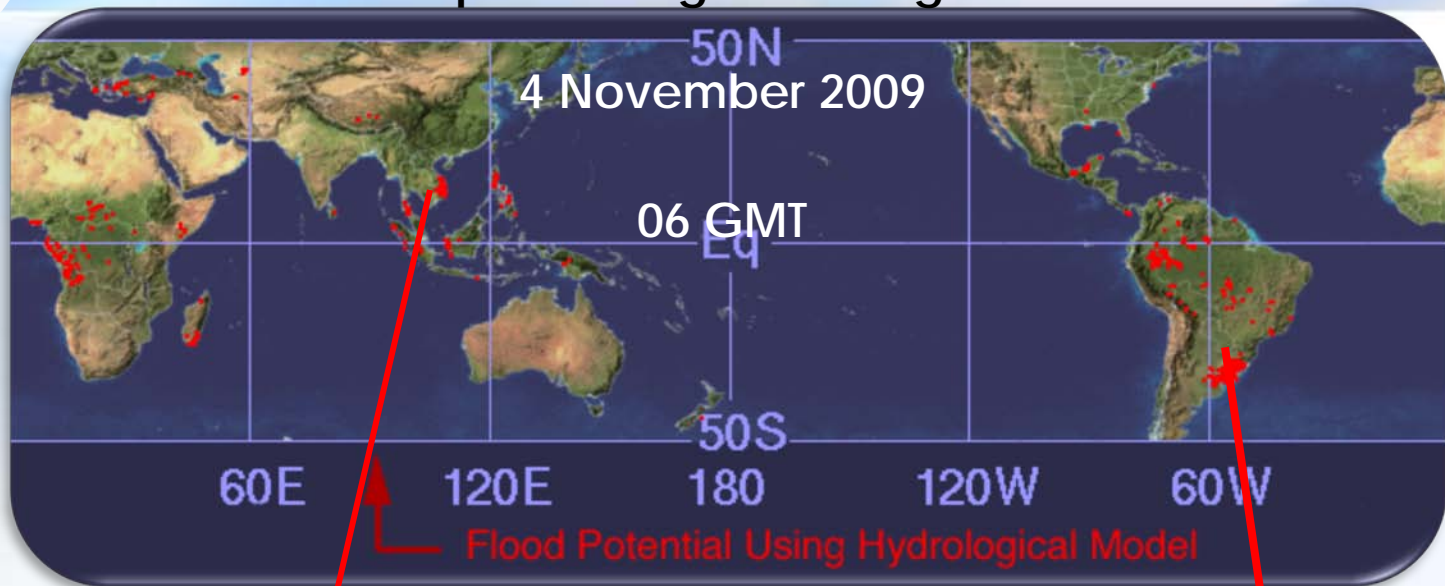 50N
4 November 2009
06 GMT
Eq
50S
60E 120E 180 120W 60W
Flood Potential Using Hydrological Model